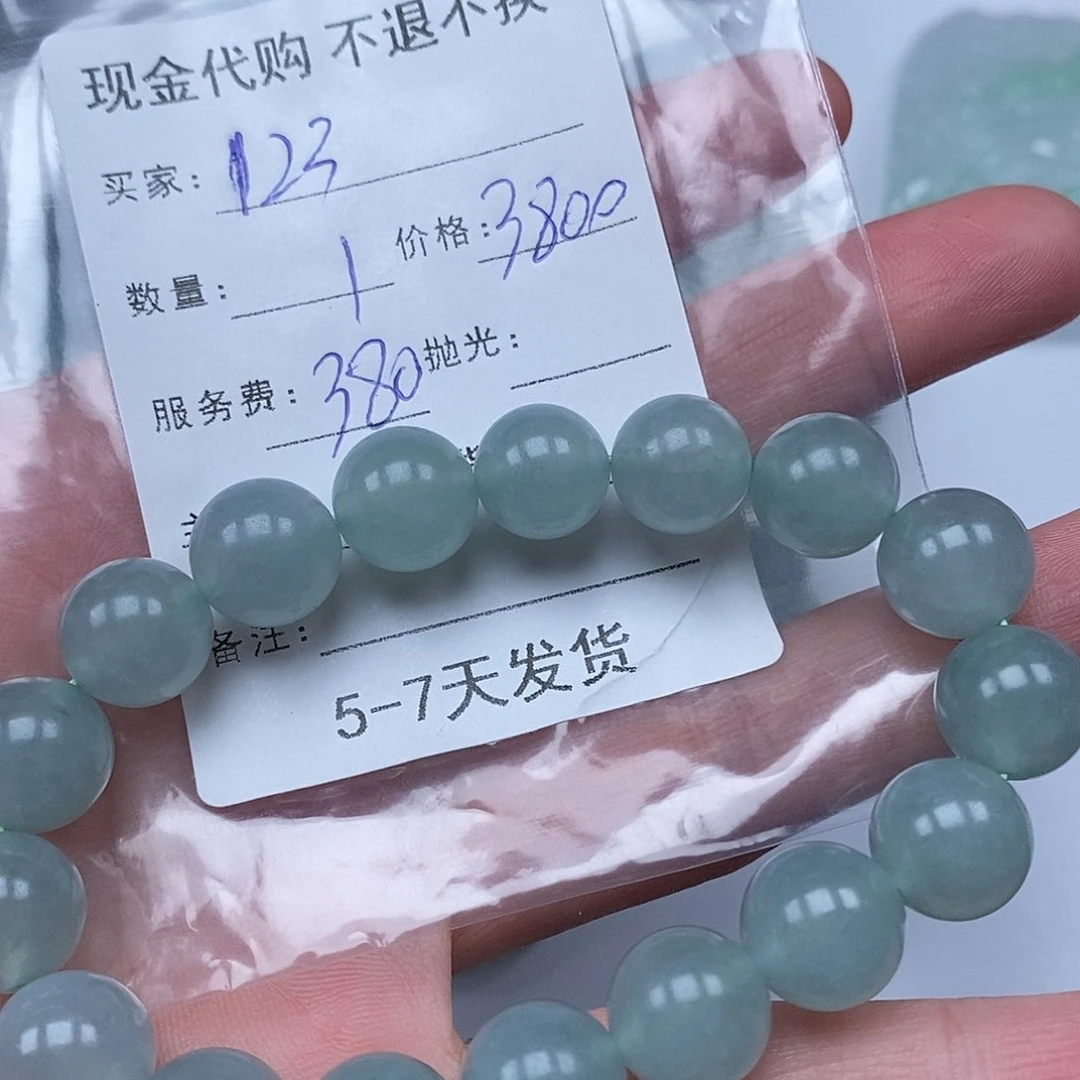 现金代购 不退不换
买家：123
数量：1 价格：3800
服务费：380 抛光：
备注：
5-7天发货